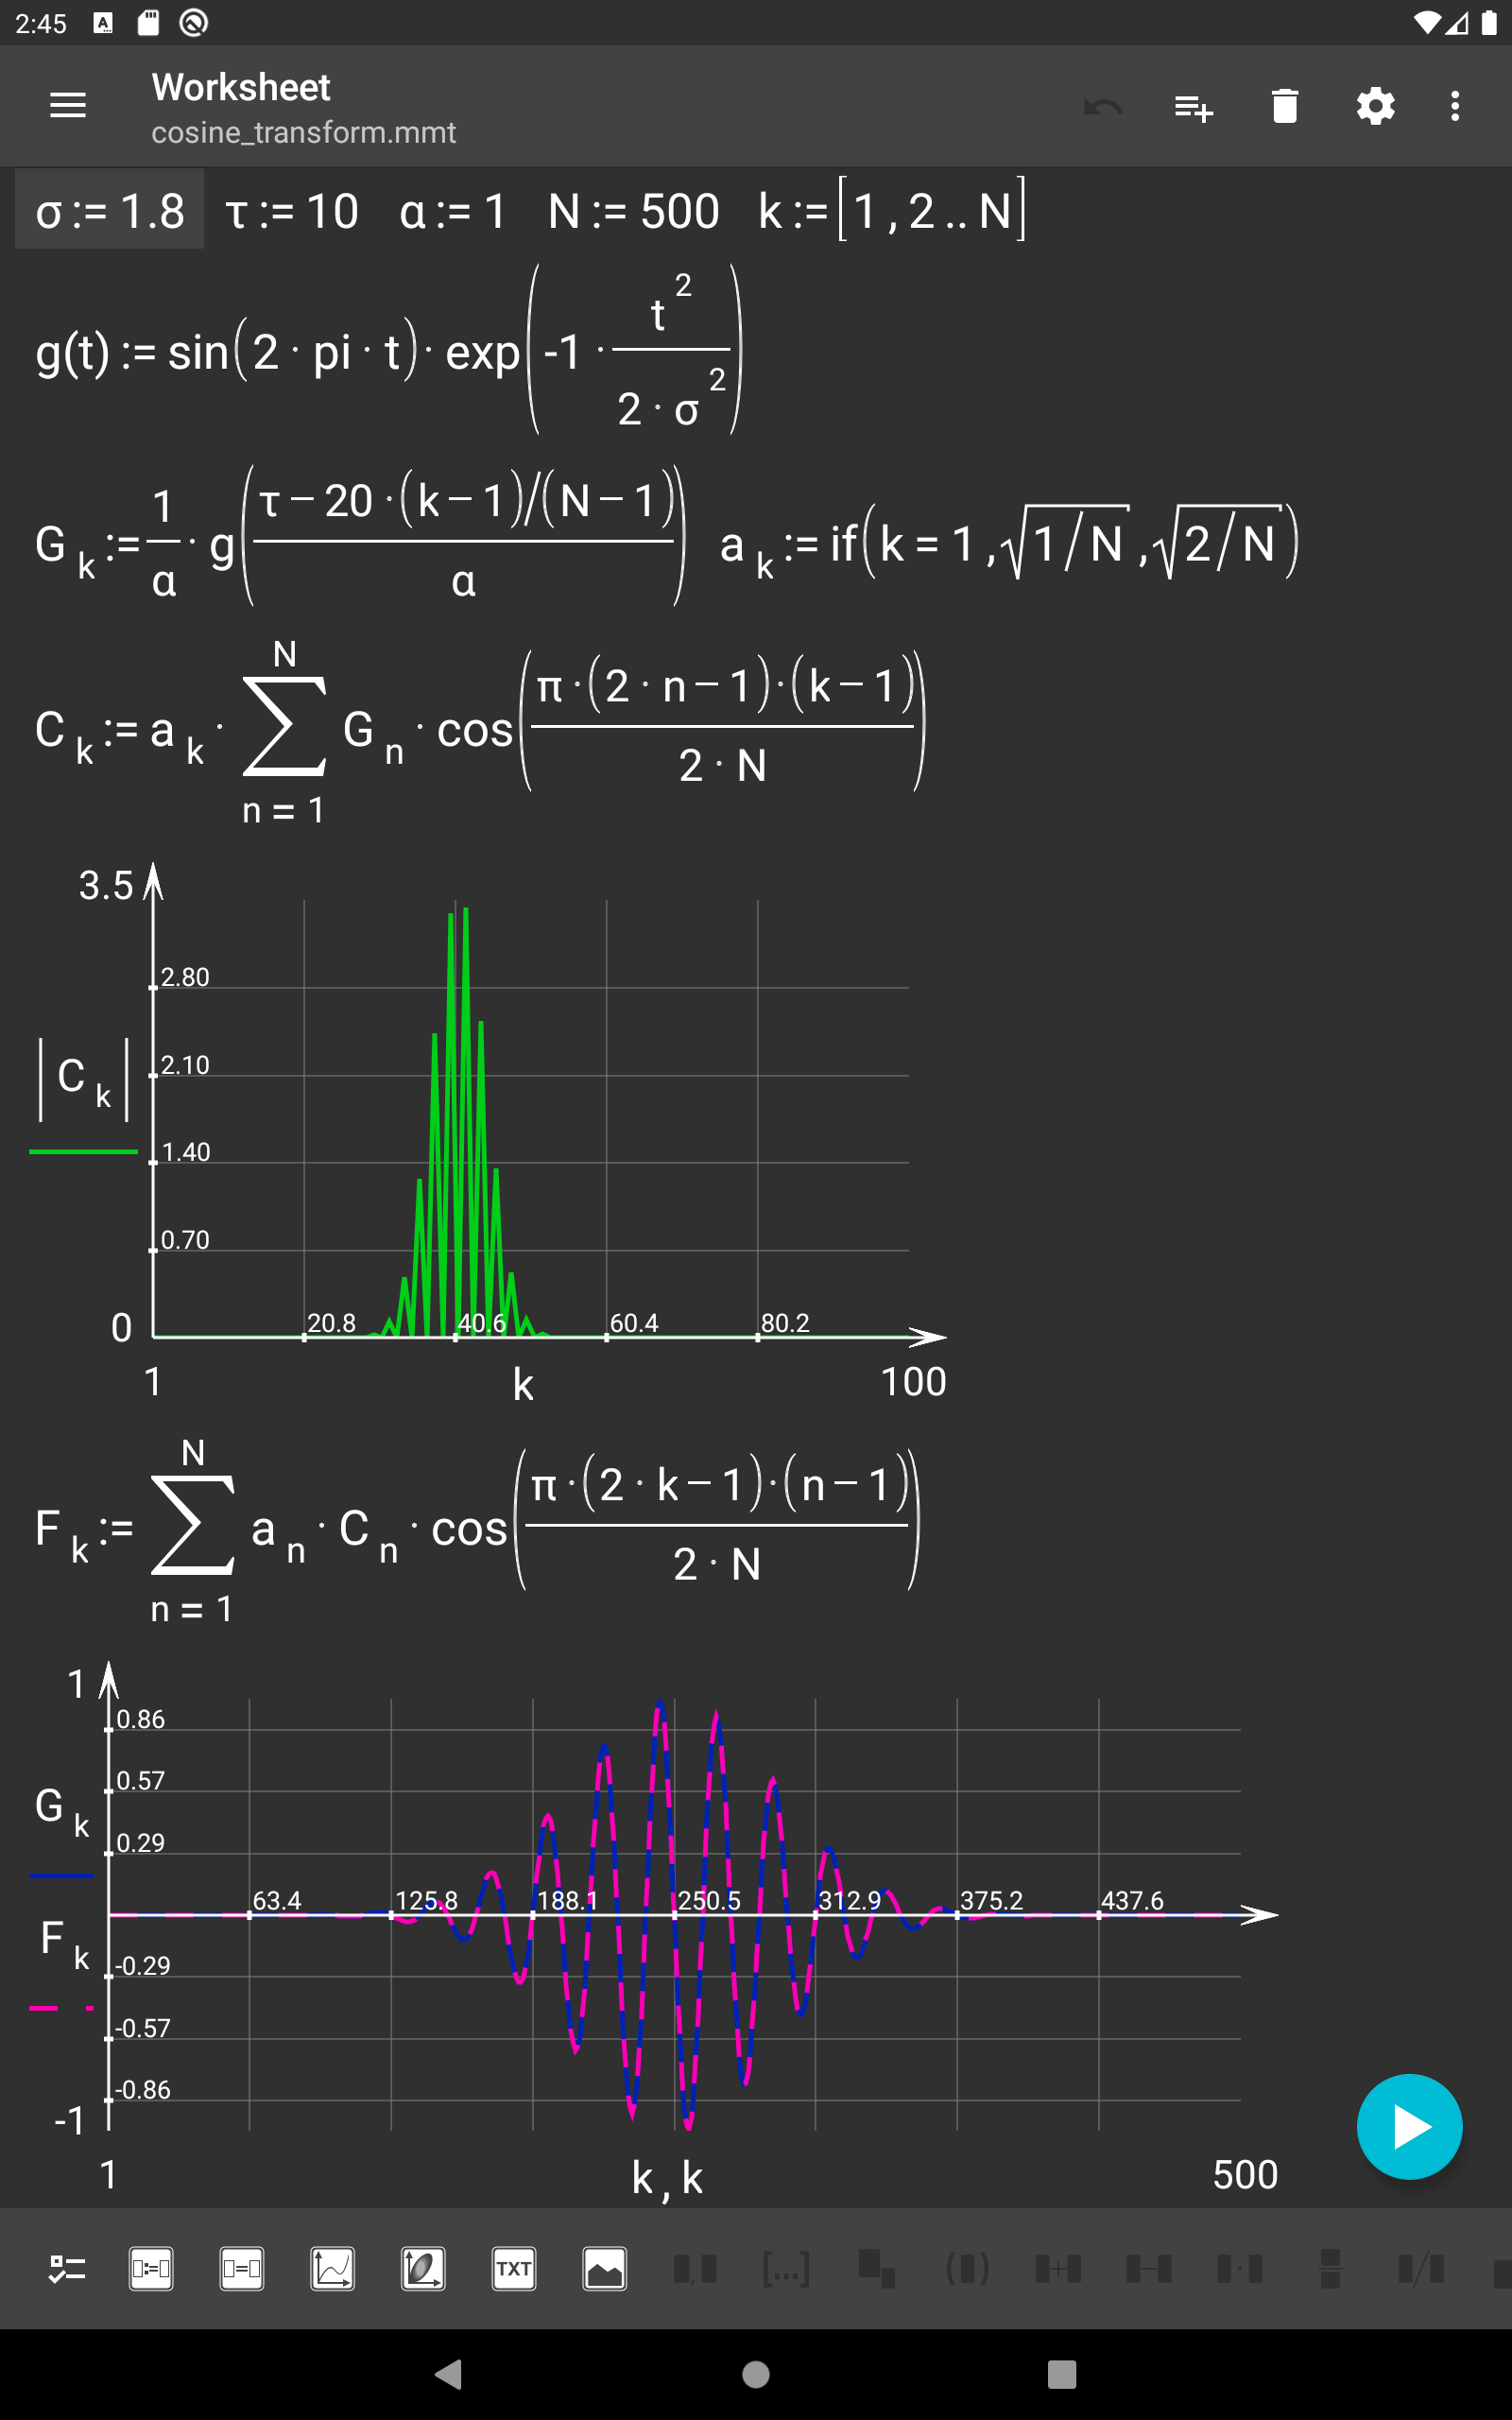 2:45
Worksheet
cosine_transform.mmt
σ := 1.8 τ := 10 α := 1 N := 500 k := [1 , 2 .. N]
g(t) := sin(2 · pi · t) · exp(-1 · t^2 / (2 · σ^2))
G_k := 1/α · g((τ − 20 · (k − 1)/(N − 1)) / α) a_k := if(k = 1 , √(1/N) , √(2/N))
C_k := a_k · ∑_{n = 1}^{N} G_n · cos((π · (2 · n − 1) · (k − 1)) / (2 · N))
3.5
2.80
2.10
|C_k|
1.40
0.70
0
20.8 40.6 60.4 80.2
1 k 100
F_k := ∑_{n = 1}^{N} a_n · C_n · cos((π · (2 · k − 1) · (n − 1)) / (2 · N))
1
0.86
0.57
G_k
0.29
63.4 125.8 188.1 250.5 312.9 375.2 437.6
F_k
-0.29
-0.57
-0.86
-1
1 k , k 500
TXT